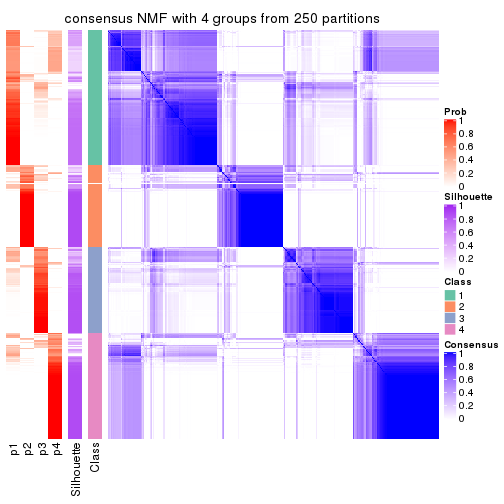 consensus NMF with 4 groups from 250 partitions
Prob
1
0.8
0.6
0.4
0.2
0
Silhouette
1
0.8
0.6
0.4
0.2
0
Class
1
2
3
4
Consensus
1
0.8
0.6
0.4
0.2
0
p1
p2
p3
p4
Silhouette
Class